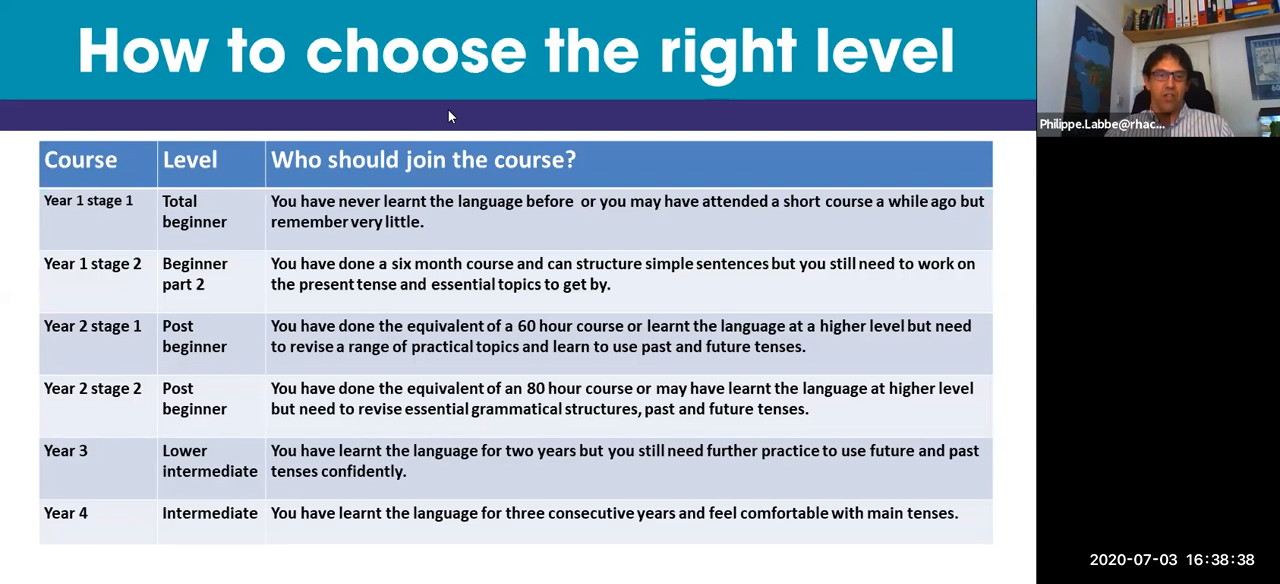 How to choose the right level
Philippe.Labbe@rhac...
Course Level Who should join the course?
Year 1 stage 1 Total beginner You have never learnt the language before or you may have attended a short course a while ago but
remember very little.
Year 1 stage 2 Beginner part 2 You have done a six month course and can structure simple sentences but you still need to work on
the present tense and essential topics to get by.
Year 2 stage 1 Post beginner You have done the equivalent of a 60 hour course or learnt the language at a higher level but need
to revise a range of practical topics and learn to use past and future tenses.
Year 2 stage 2 Post beginner You have done the equivalent of an 80 hour course or may have learnt the language at higher level
but need to revise essential grammatical structures, past and future tenses.
Year 3 Lower intermediate You have learnt the language for two years but you still need further practice to use future and past
tenses confidently.
Year 4 Intermediate You have learnt the language for three consecutive years and feel comfortable with main tenses.
2020-07-03 16:38:38